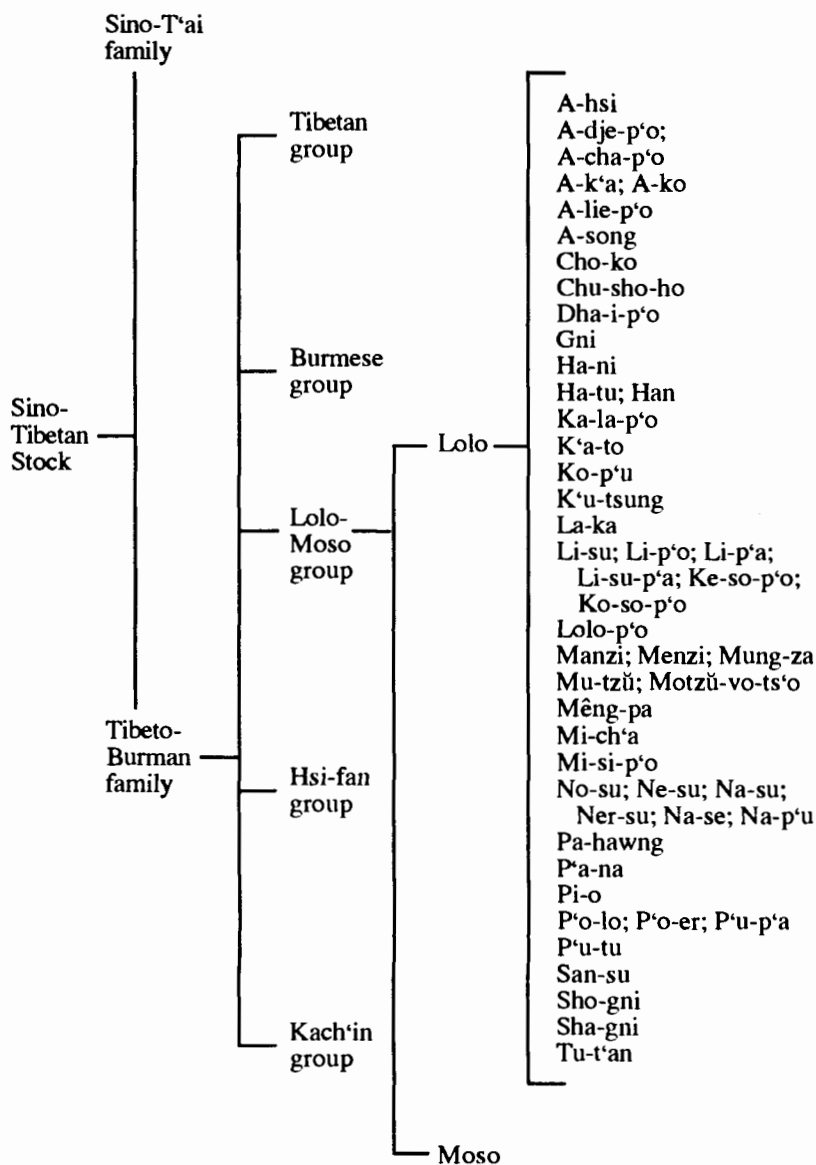 Sino-T‘ai
family
Sino-
Tibetan
Stock
Tibeto-
Burman
family
Tibetan
group
Burmese
group
Lolo-
Moso
group
Hsi-fan
group
Kach‘in
group
Lolo
Moso
A-hsi
A-dje-p‘o;
A-cha-p‘o
A-k‘a; A-ko
A-lie-p‘o
A-song
Cho-ko
Chu-sho-ho
Dha-i-p‘o
Gni
Ha-ni
Ha-tu; Han
Ka-la-p‘o
K‘a-to
Ko-p‘u
K‘u-tsung
La-ka
Li-su; Li-p‘o; Li-p‘a;
Li-su-p‘a; Ke-so-p‘o;
Ko-so-p‘o
Lolo-p‘o
Manzi; Menzi; Mung-za
Mu-tzŭ; Motzŭ-vo-ts‘o
Mêng-pa
Mi-ch‘a
Mi-si-p‘o
No-su; Ne-su; Na-su;
Ner-su; Na-se; Na-p‘u
Pa-hawng
P‘a-na
Pi-o
P‘o-lo; P‘o-er; P‘u-p‘a
P‘u-tu
San-su
Sho-gni
Sha-gni
Tu-t‘an